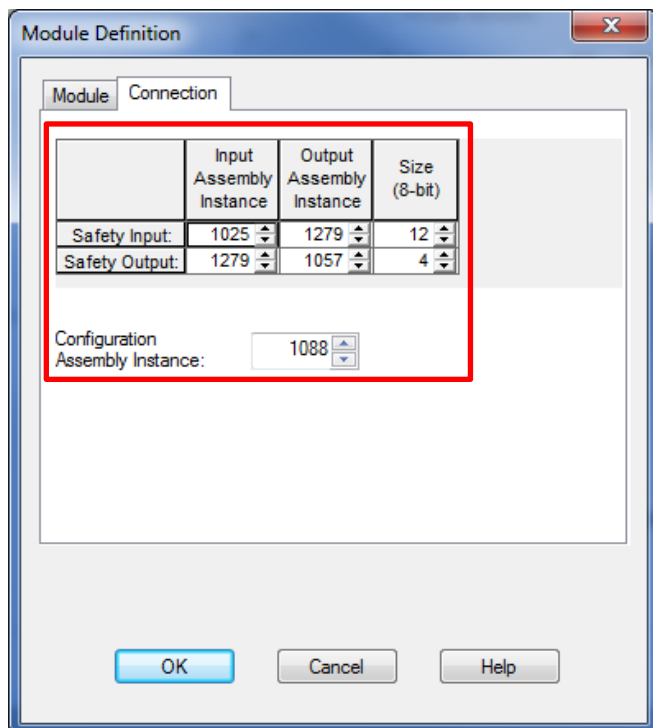 Module Definition
X
Module Connection
Input Assembly Instance Output Assembly Instance Size (8-bit)
Safety Input: 1025 1279 12
Safety Output: 1279 1057 4
Configuration
Assembly Instance: 1088
OK Cancel Help